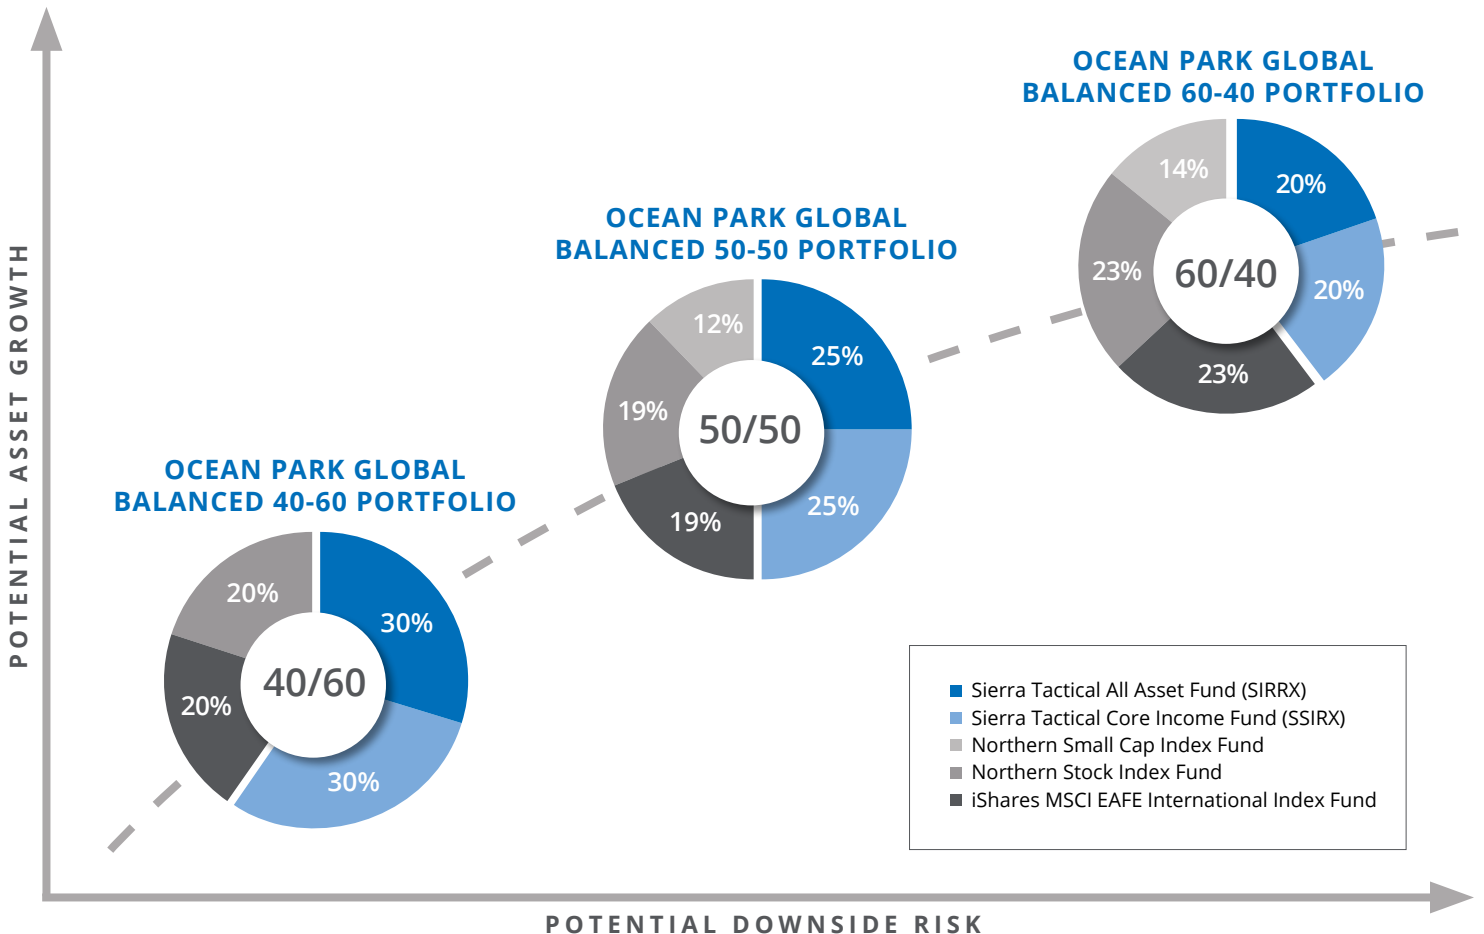 OCEAN PARK GLOBAL
BALANCED 60-40 PORTFOLIO
14%
20%
23%
60/40
20%
23%
OCEAN PARK GLOBAL
BALANCED 50-50 PORTFOLIO
12%
25%
19%
50/50
19%
25%
OCEAN PARK GLOBAL
BALANCED 40-60 PORTFOLIO
20%
30%
40/60
20%
30%
Sierra Tactical All Asset Fund (SIRRX)
Sierra Tactical Core Income Fund (SSIRX)
Northern Small Cap Index Fund
Northern Stock Index Fund
iShares MSCI EAFE International Index Fund
POTENTIAL ASSET GROWTH
POTENTIAL DOWNSIDE RISK